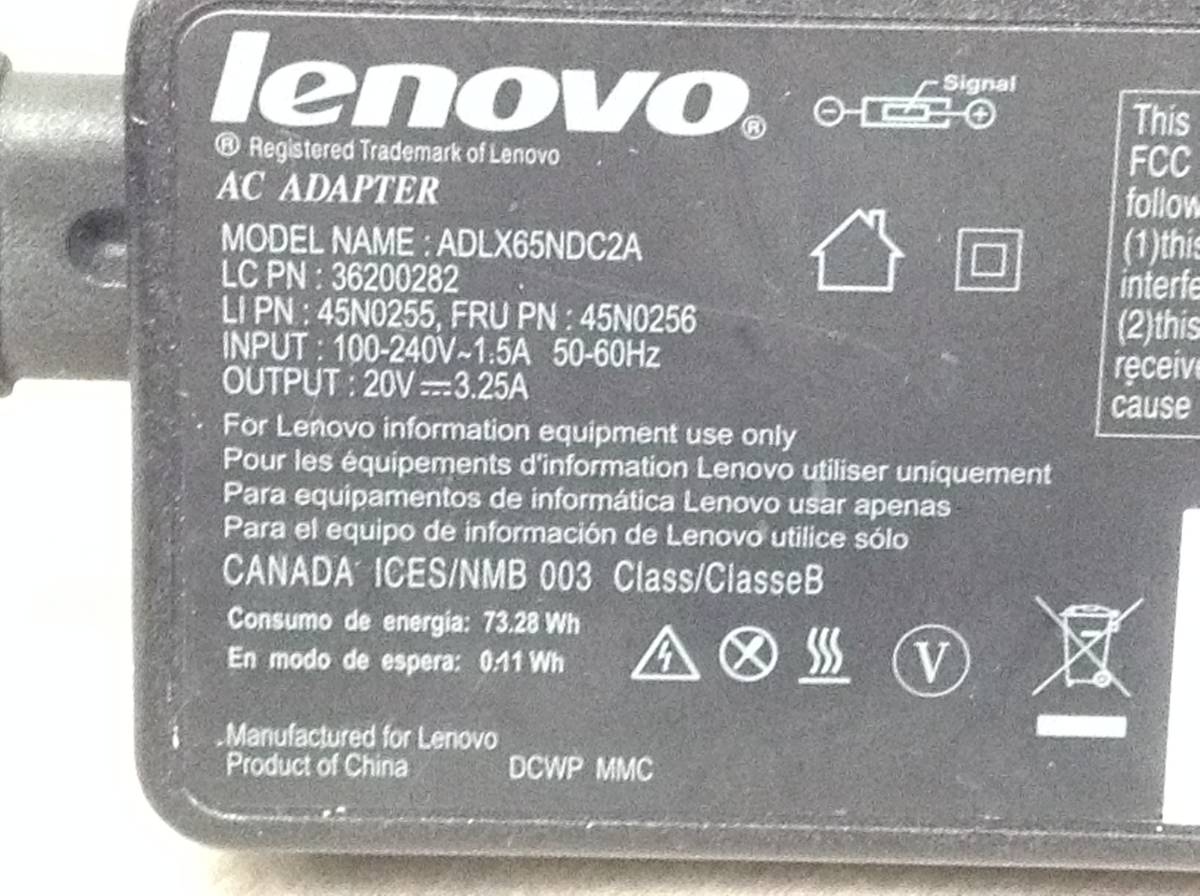 lenovo®
Signal
® Registered Trademark of Lenovo
AC ADAPTER
MODEL NAME : ADLX65NDC2A
LC PN : 36200282
LI PN : 45N0255, FRU PN : 45N0256
INPUT : 100-240V~1.5A 50-60Hz
OUTPUT : 20V⎓3.25A
For Lenovo information equipment use only
Pour les équipements d'information Lenovo utiliser uniquement
Para equipamentos de informática Lenovo usar apenas
Para el equipo de información de Lenovo utilice sólo
CANADA ICES/NMB 003 Class/ClasseB
Consumo de energía: 73.28 Wh
En modo de espera: 0.11 Wh
V
Manufactured for Lenovo
Product of China DCWP MMC
This
FCC
follow
(1)this
interfe
(2)this
receive
cause